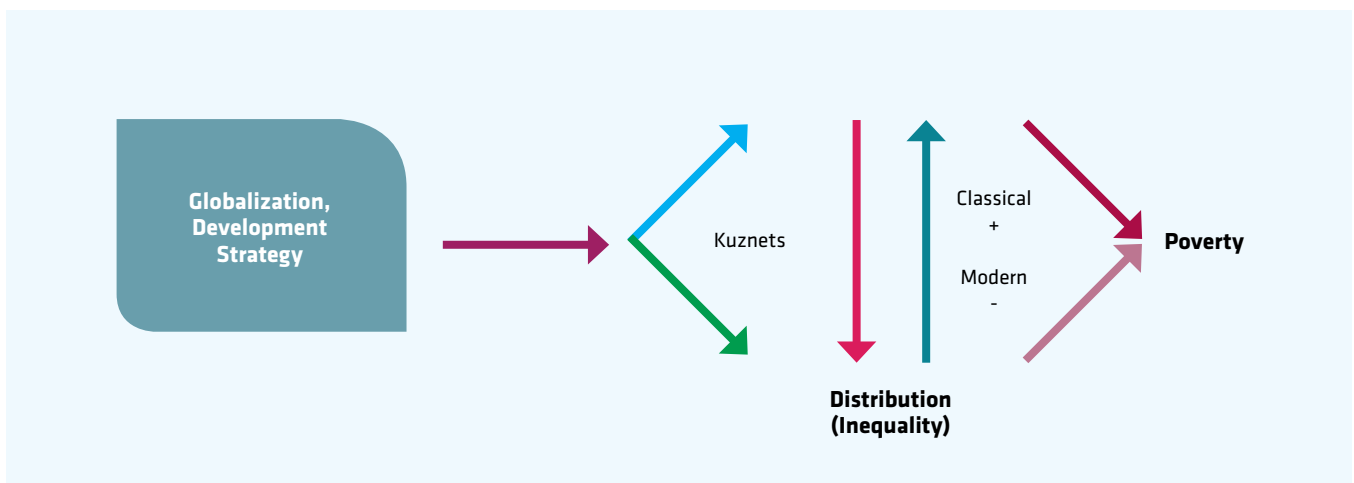 Globalization,
Development
Strategy
Kuznets
Classical
+
Modern
-
Poverty
Distribution
(Inequality)